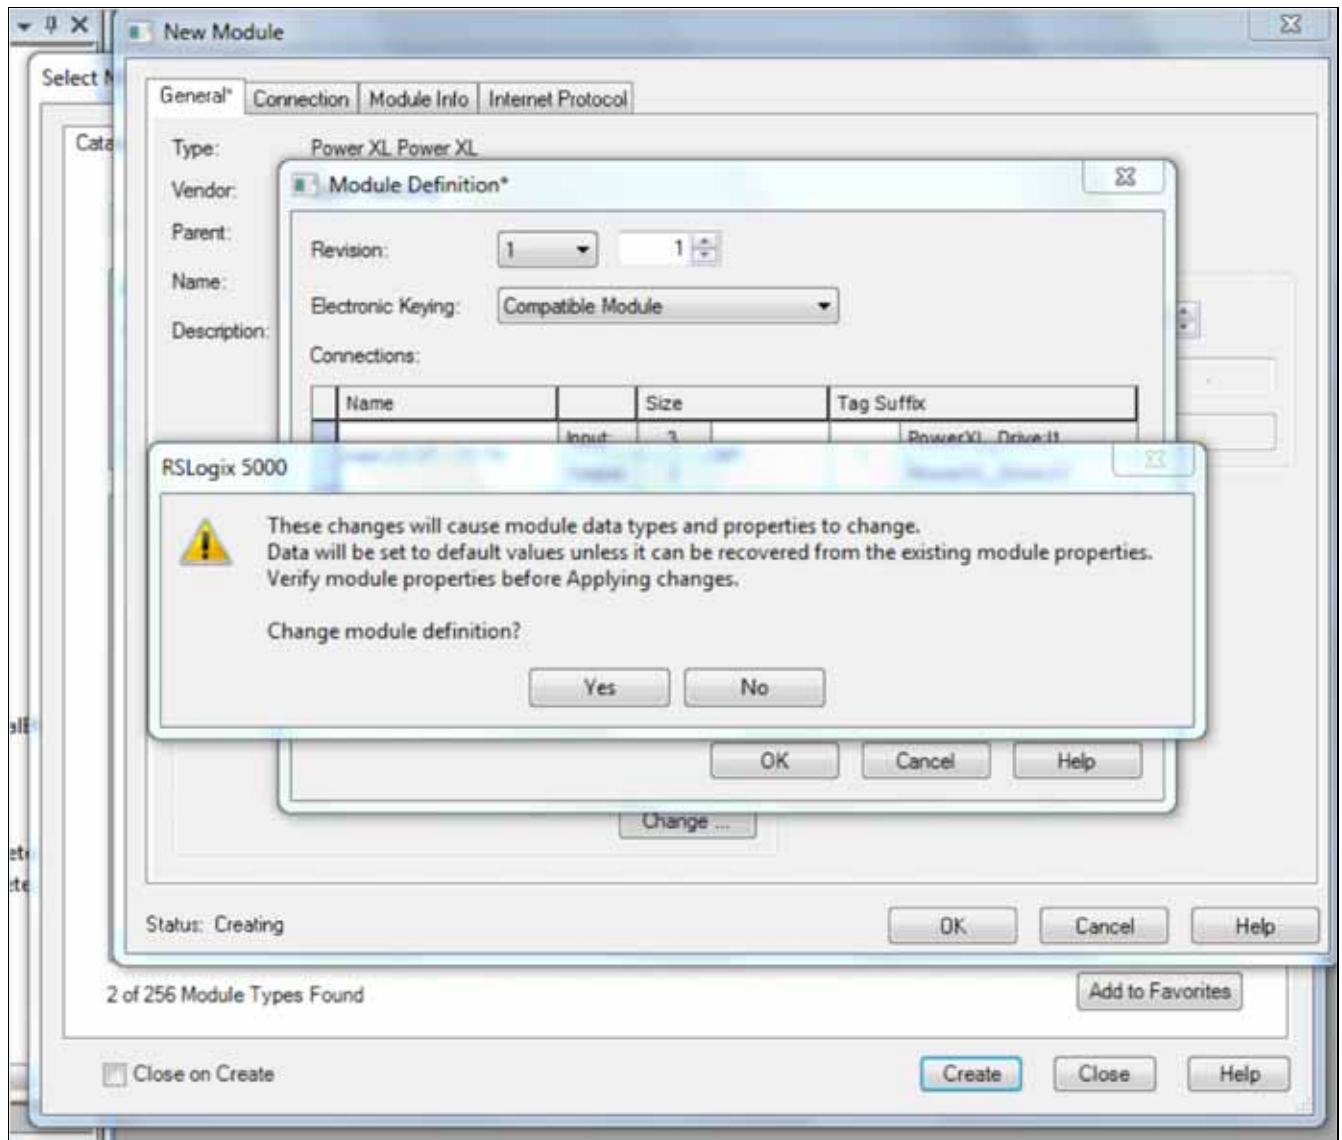 New Module
Select
General* Connection Module Info Internet Protocol
Type: Power XL Power XL
Vendor:
Parent:
Name:
Description:
Module Definition*
Revision: 1 1
Electronic Keying: Compatible Module
Connections:
Name Size Tag Suffix
Input: 3 PowerXL_Drive:I1
RSLogix 5000
These changes will cause module data types and properties to change.
Data will be set to default values unless it can be recovered from the existing module properties.
Verify module properties before Applying changes.
Change module definition?
Yes No
OK Cancel Help
Change ...
Status: Creating
OK Cancel Help
2 of 256 Module Types Found
Add to Favorites
Close on Create
Create Close Help